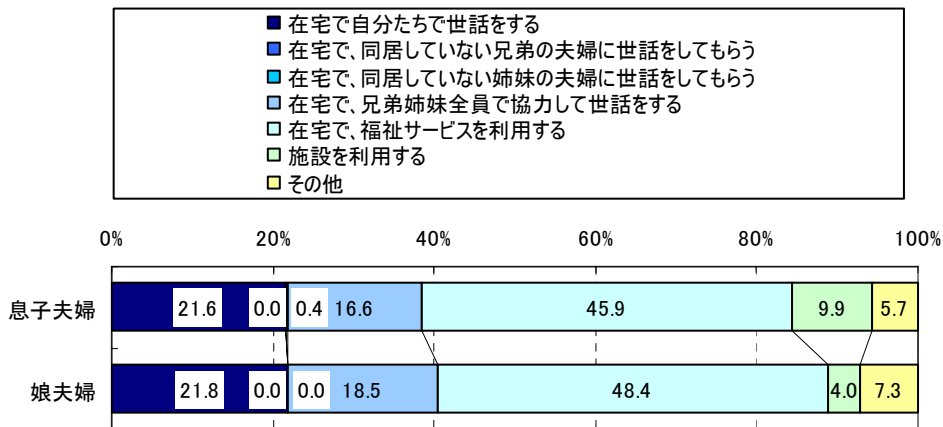 在宅で自分たちで世話をする
在宅で、同居していない兄弟の夫婦に世話をしてもらう
在宅で、同居していない姉妹の夫婦に世話をしてもらう
在宅で、兄弟姉妹全員で協力して世話をする
在宅で、福祉サービスを利用する
施設を利用する
その他
0% 20% 40% 60% 80% 100%
息子夫婦 21.6 0.0 0.4 16.6 45.9 9.9 5.7
娘夫婦 21.8 0.0 0.0 18.5 48.4 4.0 7.3